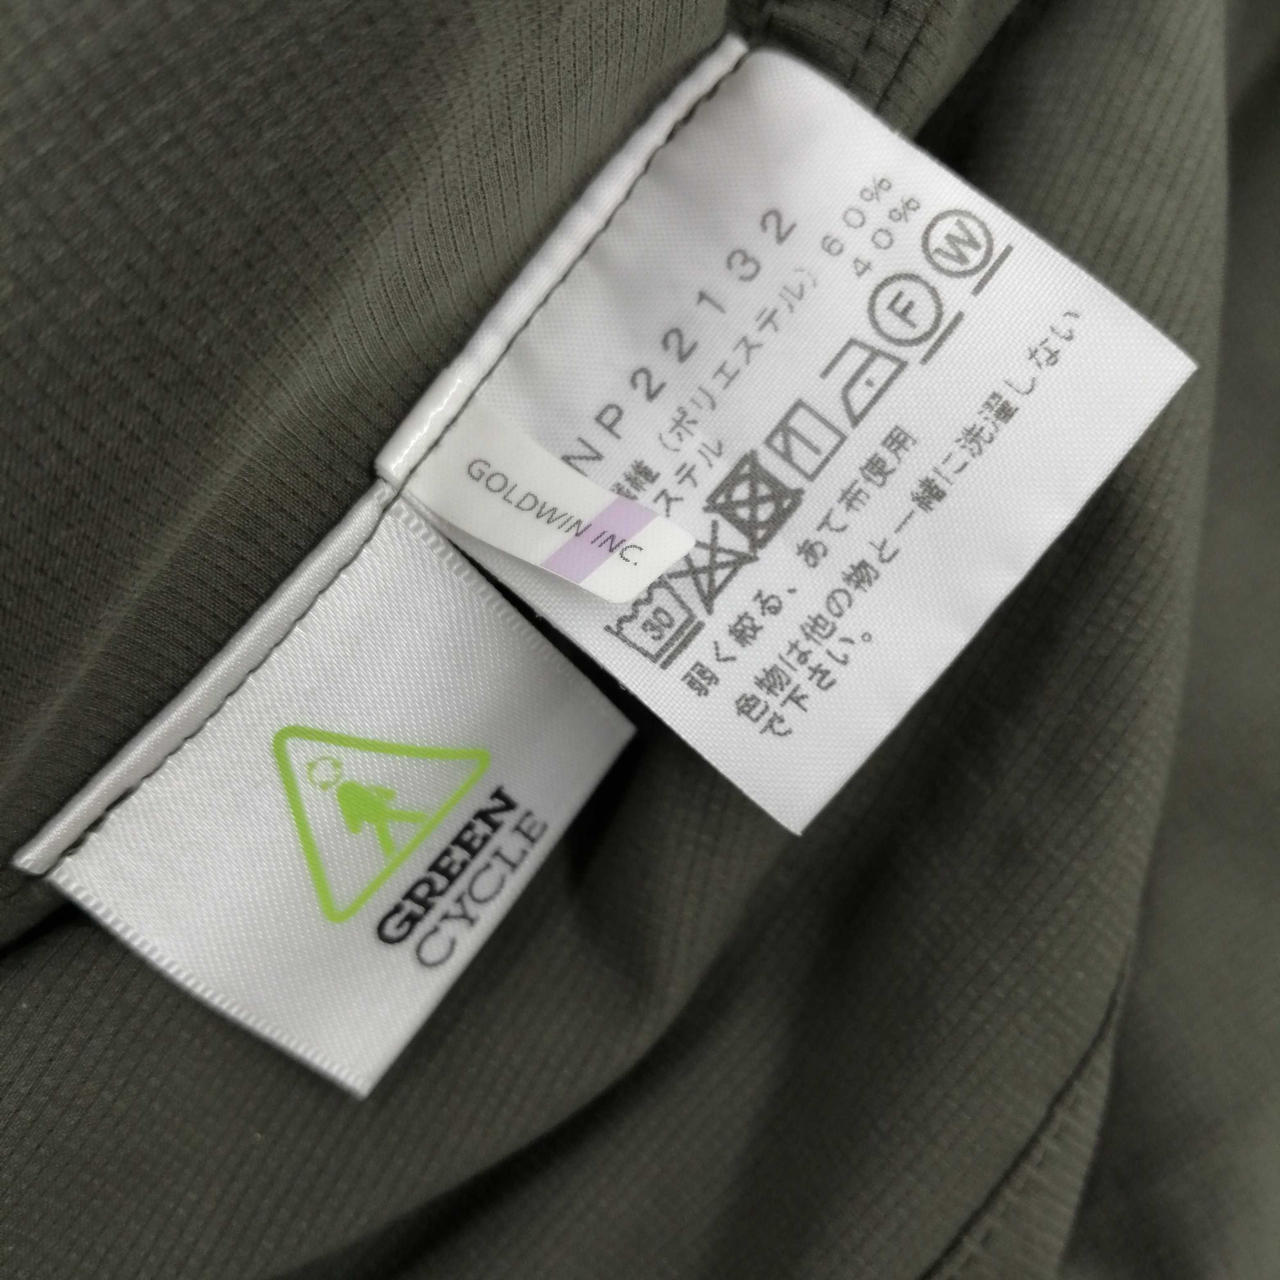 NP22132
繊維（ポリエステル）60%
ステル 40%
GOLDWIN INC.
30
F
W
弱く絞る、あて布使用
色物は他の物と一緒に洗濯しない
で下さい。
GREEN
CYCLE